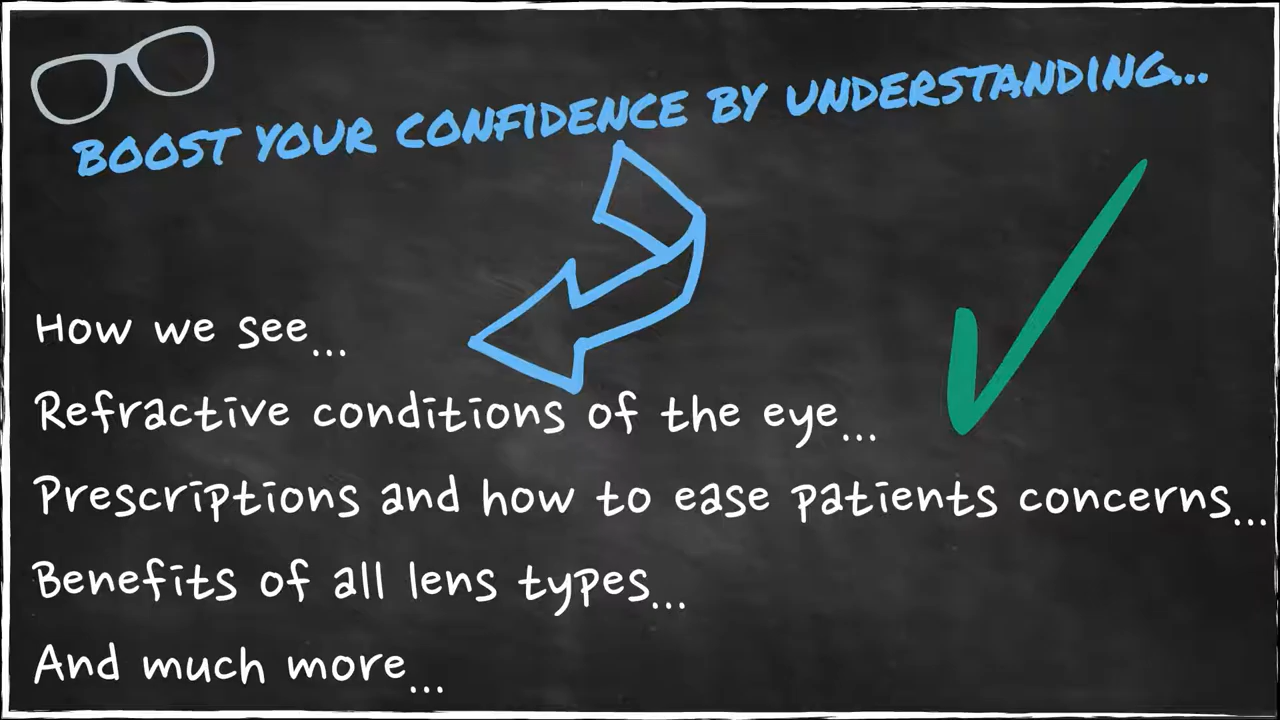 BOOST YOUR CONFIDENCE BY UNDERSTANDING...
How we see...
Refractive conditions of the eye...
Prescriptions and how to ease patients concerns...
Benefits of all lens types...
And much more...